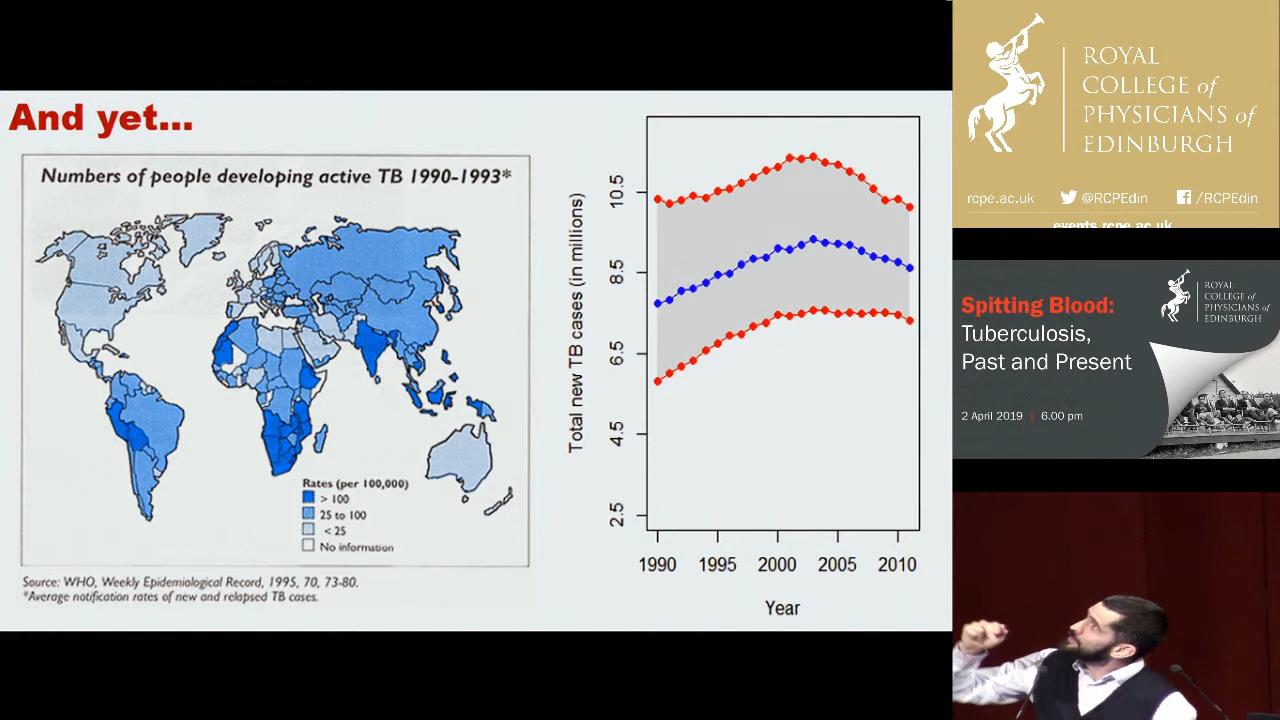 And yet...
Numbers of people developing active TB 1990-1993*
Rates (per 100,000)
> 100
25 to 100
< 25
No information
Source: WHO, Weekly Epidemiological Record, 1995, 70, 73-80.
*Average notification rates of new and relapsed TB cases.
Total new TB cases (in millions)
10.5
8.5
6.5
4.5
2.5
1990 1995 2000 2005 2010
Year
ROYAL
COLLEGE of
PHYSICIANS of
EDINBURGH
rcpe.ac.uk @RCPEdin /RCPEdin
events.rcpe.ac.uk
ROYAL
COLLEGE of
PHYSICIANS of
EDINBURGH
Spitting Blood:
Tuberculosis,
Past and Present
2 April 2019 | 6.00 pm